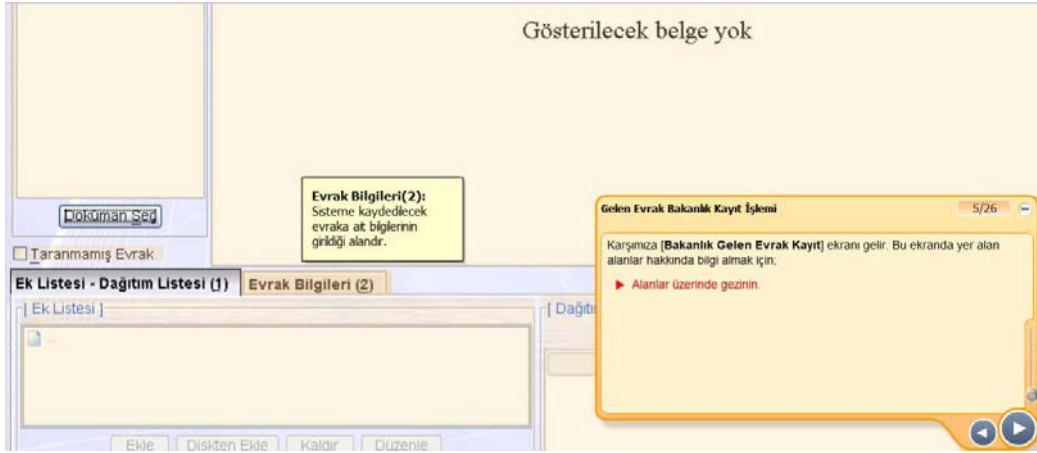 Gösterilecek belge yok
Evrak Bilgileri(2):
Sisteme kaydedilecek
evraka ait bilgilerinin
girildiği alandır.
Doküman Seç
Taranmamış Evrak
Ek Listesi - Dağıtım Listesi (1)
Evrak Bilgileri (2)
[ Ek Listesi ]
...
Ekle
Diskten Ekle
Kaldır
Düzenle
Gelen Evrak Bakanlık Kayıt İşlemi
5/26
Karşımıza [Bakanlık Gelen Evrak Kayıt] ekranı gelir. Bu ekranda yer alan
alanlar hakkında bilgi almak için;
Alanlar üzerinde gezinin.